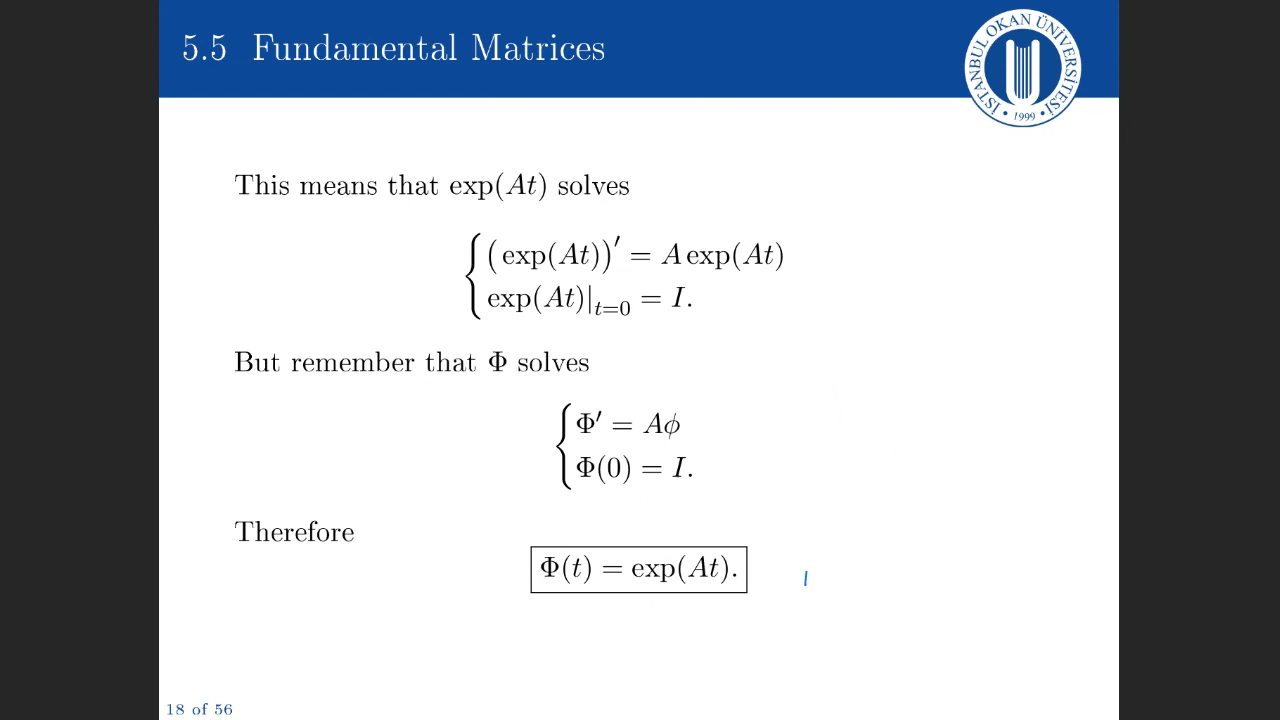 5.5 Fundamental Matrices
İSTANBUL OKAN ÜNİVERSİTESİ
• 1999 •
This means that exp(At) solves
(exp(At))′ = A exp(At)
exp(At)|t=0 = I.
But remember that Φ solves
Φ′ = Aϕ
Φ(0) = I.
Therefore
Φ(t) = exp(At).
18 of 56